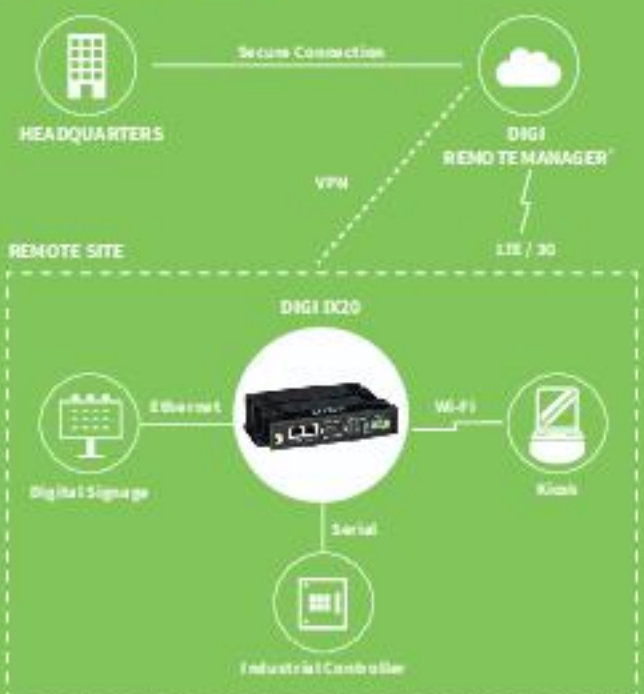 Secure Connection
HEADQUARTERS
DIGI
REMOTE MANAGER®
VPN
LTE / 3G
REMOTE SITE
DIGI IX20
Ethernet
Wi-Fi
Digital Signage
Kiosk
Serial
Industrial Controller